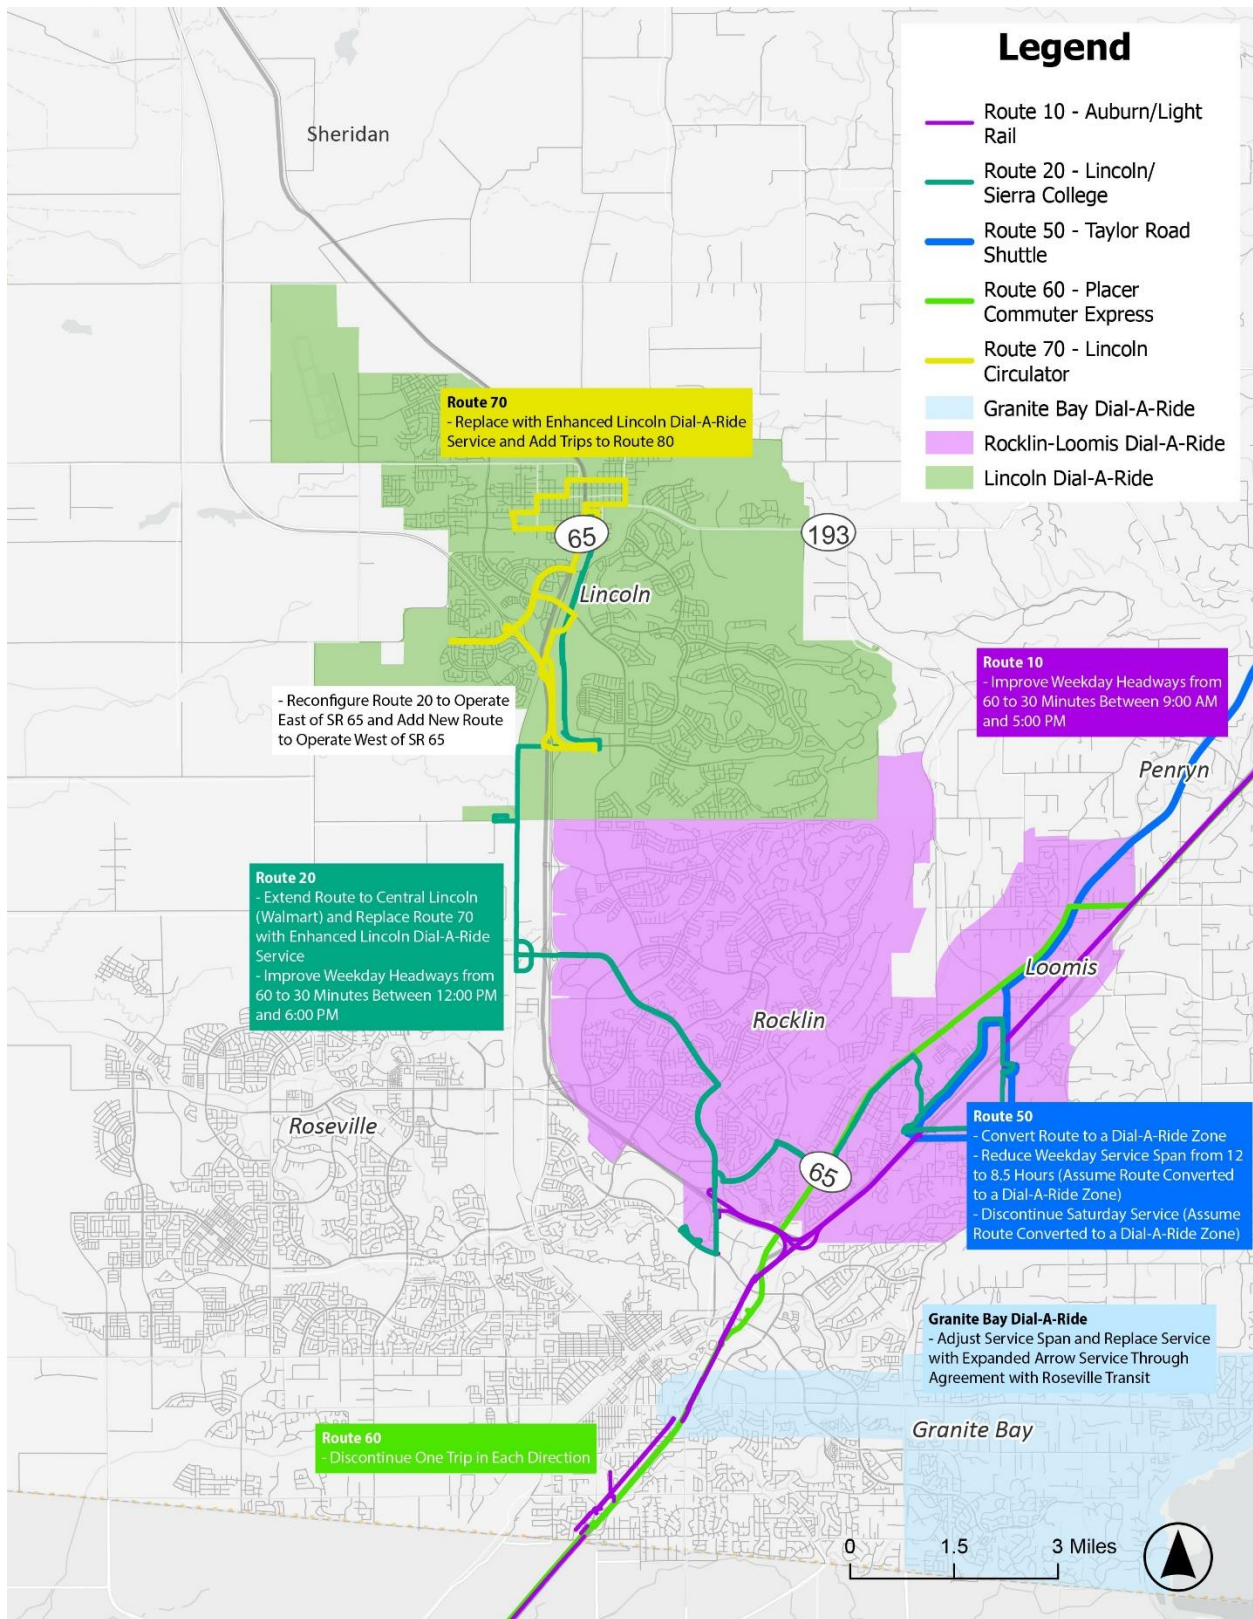 Legend
Route 10 - Auburn/Light
Rail
Route 20 - Lincoln/
Sierra College
Route 50 - Taylor Road
Shuttle
Route 60 - Placer
Commuter Express
Route 70 - Lincoln
Circulator
Granite Bay Dial-A-Ride
Rocklin-Loomis Dial-A-Ride
Lincoln Dial-A-Ride
Sheridan
Route 70
- Replace with Enhanced Lincoln Dial-A-Ride
Service and Add Trips to Route 80
65
193
Lincoln
- Reconfigure Route 20 to Operate
East of SR 65 and Add New Route
to Operate West of SR 65
Route 10
- Improve Weekday Headways from
60 to 30 Minutes Between 9:00 AM
and 5:00 PM
Penryn
Route 20
- Extend Route to Central Lincoln
(Walmart) and Replace Route 70
with Enhanced Lincoln Dial-A-Ride
Service
- Improve Weekday Headways from
60 to 30 Minutes Between 12:00 PM
and 6:00 PM
Loomis
Rocklin
Roseville
65
Route 50
- Convert Route to a Dial-A-Ride Zone
- Reduce Weekday Service Span from 12
to 8.5 Hours (Assume Route Converted
to a Dial-A-Ride Zone)
- Discontinue Saturday Service (Assume
Route Converted to a Dial-A-Ride Zone)
Granite Bay Dial-A-Ride
- Adjust Service Span and Replace Service
with Expanded Arrow Service Through
Agreement with Roseville Transit
Granite Bay
Route 60
- Discontinue One Trip in Each Direction
0 1.5 3 Miles